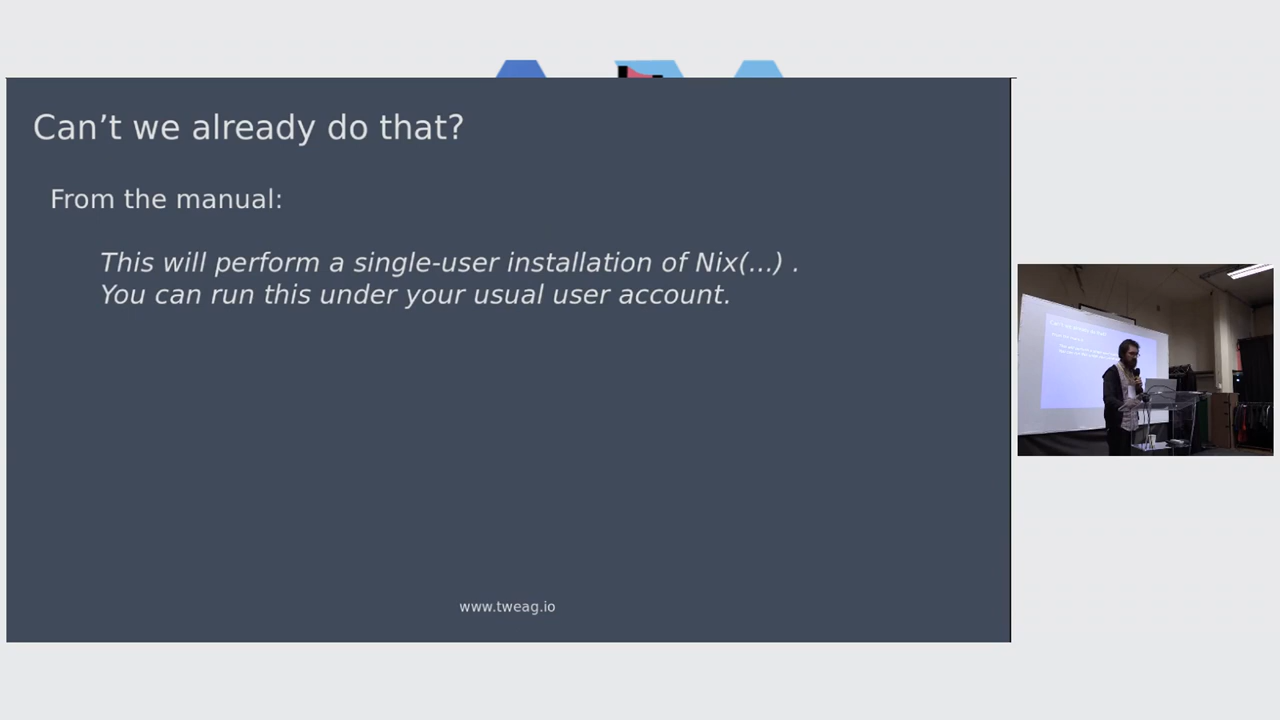 Can’t we already do that?
From the manual:
This will perform a single-user installation of Nix(...) .
You can run this under your usual user account.
www.tweag.io